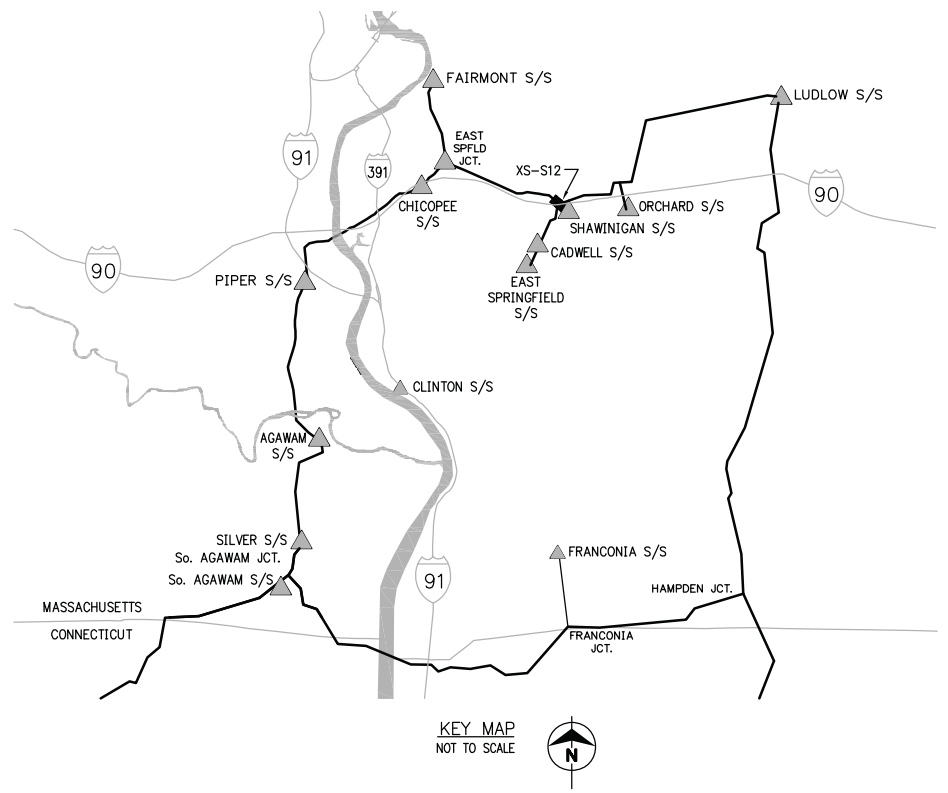 FAIRMONT S/S
LUDLOW S/S
EAST
SPFLD
JCT.
91
391
XS-S12
CHICOPEE
S/S
90
ORCHARD S/S
SHAWINIGAN S/S
CADWELL S/S
90
PIPER S/S
EAST
SPRINGFIELD
S/S
CLINTON S/S
AGAWAM
S/S
SILVER S/S
So. AGAWAM JCT.
So. AGAWAM S/S
FRANCONIA S/S
91
HAMPDEN JCT.
MASSACHUSETTS
CONNECTICUT
FRANCONIA
JCT.
KEY MAP
NOT TO SCALE
N